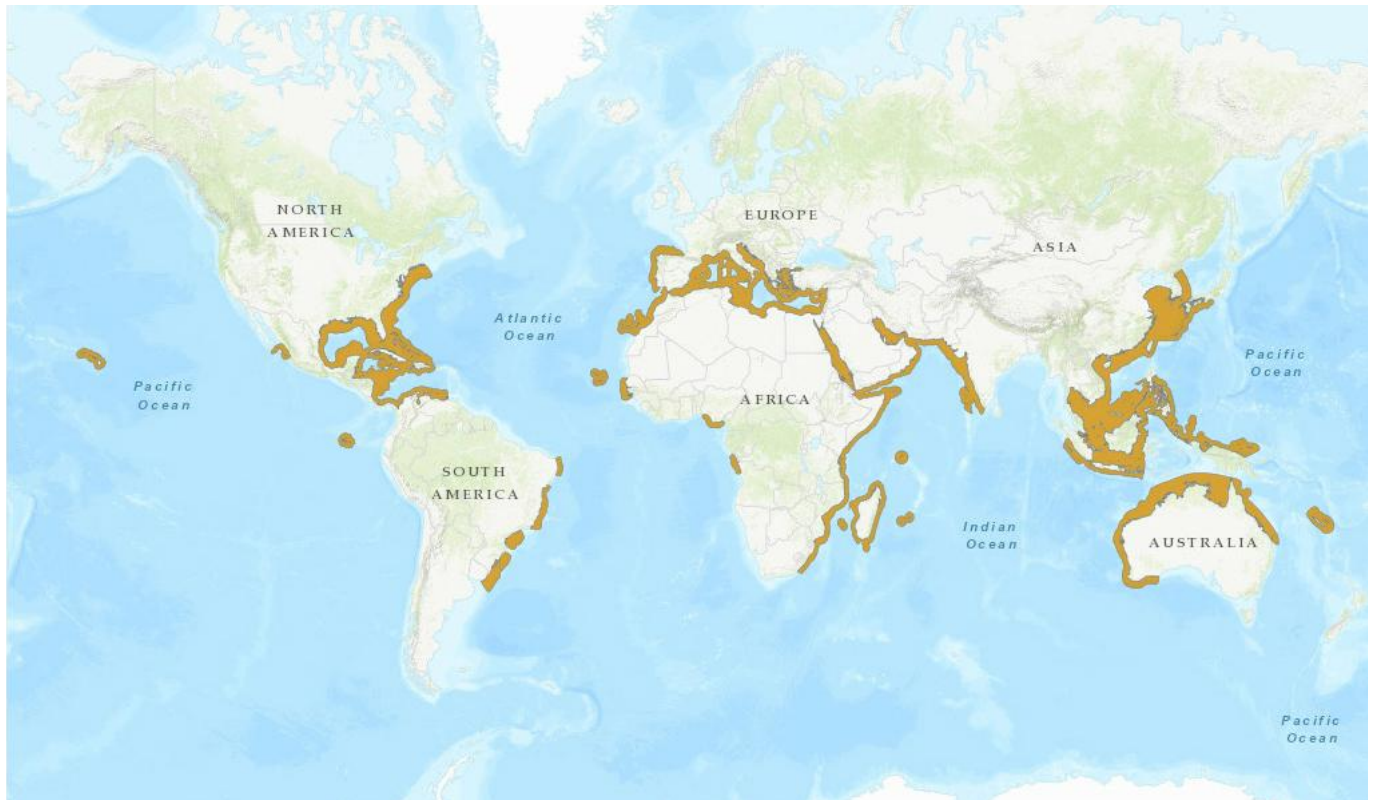 NORTH
AMERICA
EUROPE
ASIA
Atlantic
Ocean
Pacific
Ocean
Pacific
Ocean
AFRICA
SOUTH
AMERICA
Indian
Ocean
AUSTRALIA
Pacific
Ocean